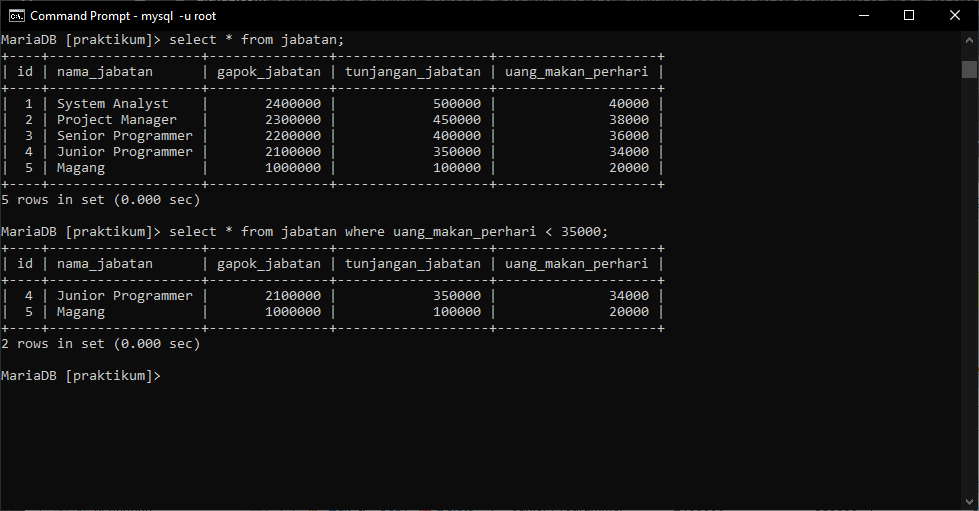 Command Prompt - mysql  -u root
MariaDB [praktikum]> select * from jabatan;
+----+-------------------+---------------+-------------------+--------------------+
| id | nama_jabatan      | gapok_jabatan | tunjangan_jabatan | uang_makan_perhari |
+----+-------------------+---------------+-------------------+--------------------+
|  1 | System Analyst    |       2400000 |            500000 |              40000 |
|  2 | Project Manager   |       2300000 |            450000 |              38000 |
|  3 | Senior Programmer |       2200000 |            400000 |              36000 |
|  4 | Junior Programmer |       2100000 |            350000 |              34000 |
|  5 | Magang            |       1000000 |            100000 |              20000 |
+----+-------------------+---------------+-------------------+--------------------+
5 rows in set (0.000 sec)
MariaDB [praktikum]> select * from jabatan where uang_makan_perhari < 35000;
+----+-------------------+---------------+-------------------+--------------------+
| id | nama_jabatan      | gapok_jabatan | tunjangan_jabatan | uang_makan_perhari |
+----+-------------------+---------------+-------------------+--------------------+
|  4 | Junior Programmer |       2100000 |            350000 |              34000 |
|  5 | Magang            |       1000000 |            100000 |              20000 |
+----+-------------------+---------------+-------------------+--------------------+
2 rows in set (0.000 sec)
MariaDB [praktikum]>